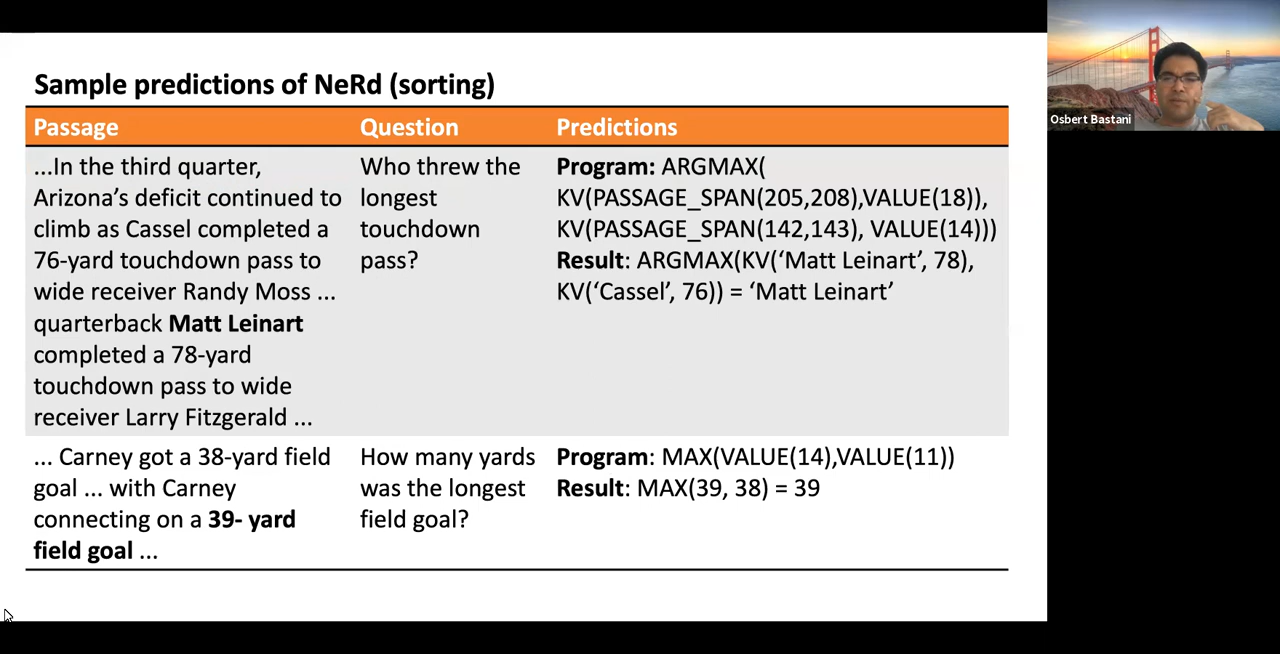 Sample predictions of NeRd (sorting)
Passage
Question
Predictions
...In the third quarter,
Arizona's deficit continued to
climb as Cassel completed a
76-yard touchdown pass to
wide receiver Randy Moss ...
quarterback Matt Leinart
completed a 78-yard
touchdown pass to wide
receiver Larry Fitzgerald ...
Who threw the
longest
touchdown
pass?
Program: ARGMAX(
KV(PASSAGE_SPAN(205,208),VALUE(18)),
KV(PASSAGE_SPAN(142,143), VALUE(14)))
Result: ARGMAX(KV(‘Matt Leinart’, 78),
KV(‘Cassel’, 76)) = ‘Matt Leinart’
... Carney got a 38-yard field
goal ... with Carney
connecting on a 39- yard
field goal ...
How many yards
was the longest
field goal?
Program: MAX(VALUE(14),VALUE(11))
Result: MAX(39, 38) = 39
Osbert Bastani